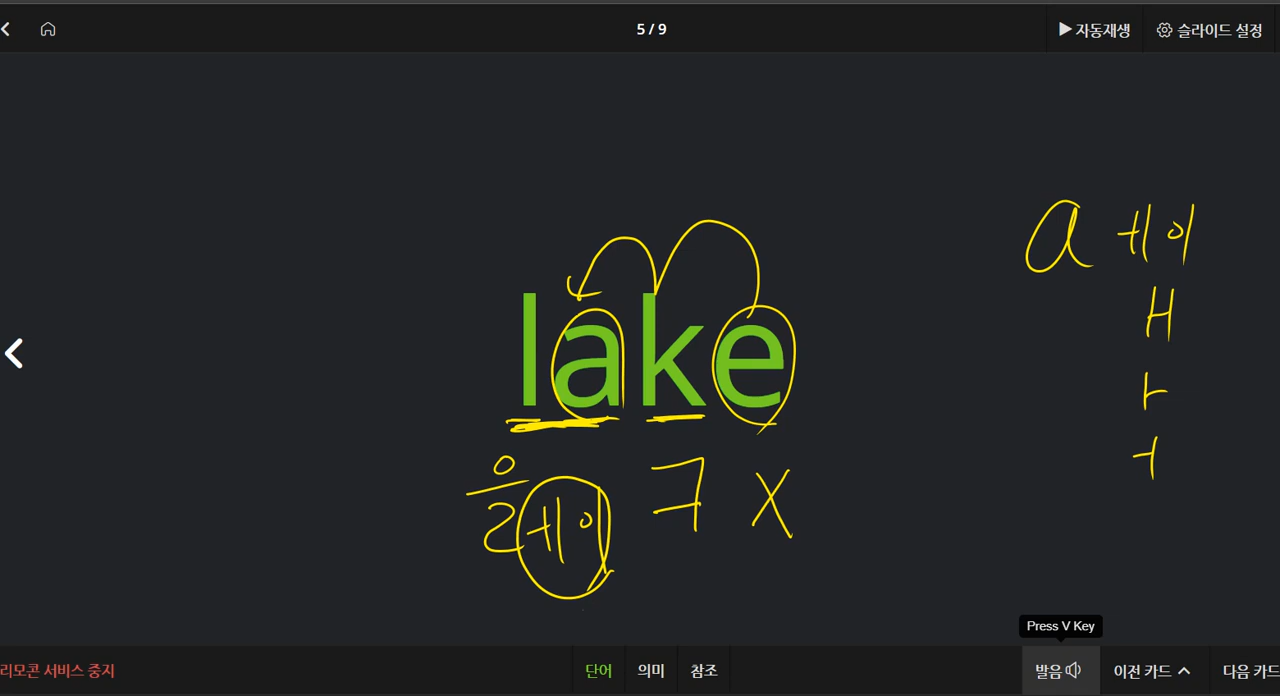 5 / 9
▶ 자동재생
슬라이드 설정
a ㅔ이
ㅐ
ㅏ
ㅓ
lake
으
ㄹㅔ이 ㅋ X
Press V Key
리모콘 서비스 중지
단어
의미
참조
발음
이전 카드
다음 카드